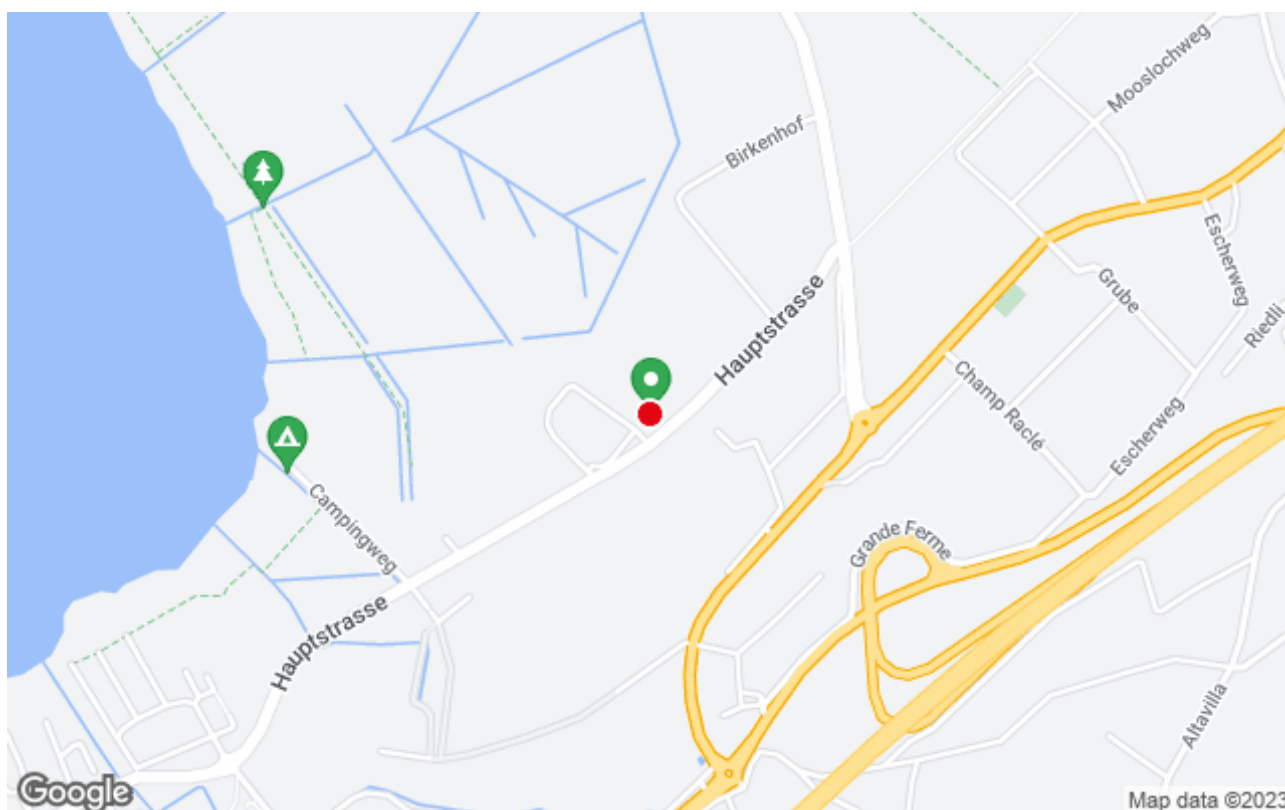 Mooslochweg
Birkenhof
Escherweg
Grube
Hauptstrasse
Riedli
Champ Raclé
Escherweg
Campingweg
Grande Ferme
Hauptstrasse
Altavilla
Google
Map data ©2023